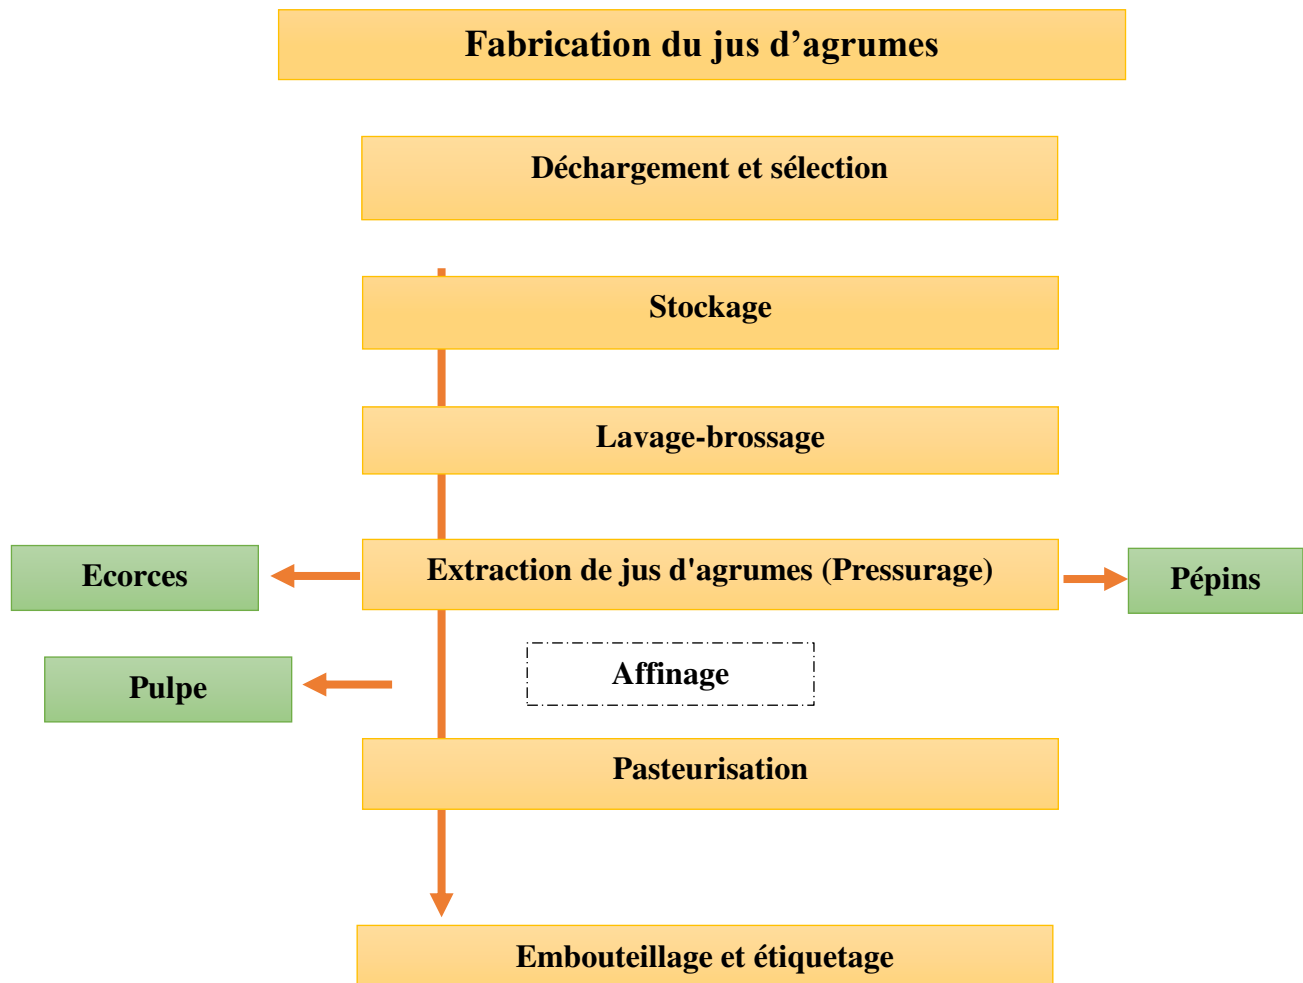 Fabrication du jus d’agrumes
Déchargement et sélection
Stockage
Lavage-brossage
Ecorces
Extraction de jus d'agrumes (Pressurage)
Pépins
Pulpe
Affinage
Pasteurisation
Embouteillage et étiquetage